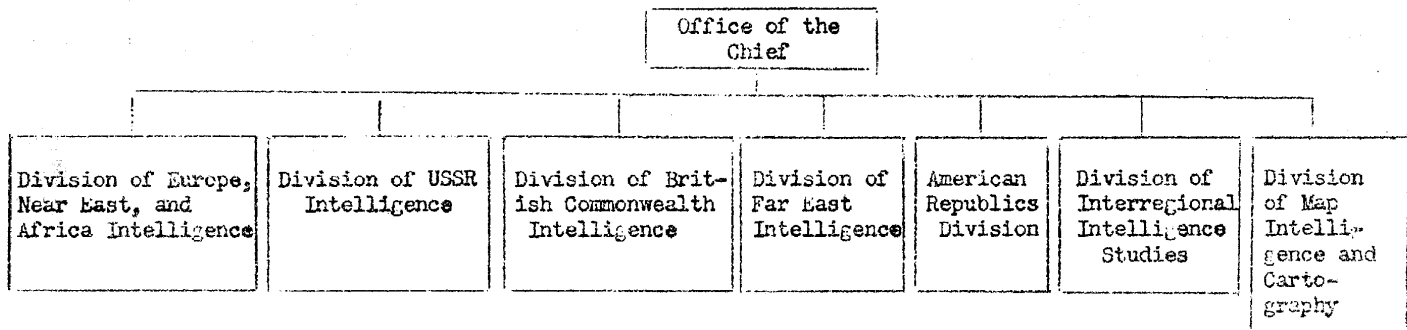 Office of the
Chief
Division of Europe,
Near East, and
Africa Intelligence
Division of USSR
Intelligence
Division of Brit-
ish Commonwealth
Intelligence
Division of
Far East
Intelligence
American
Republics
Division
Division of
Interregional
Intelligence
Studies
Division
of Map
Intelli-
gence and
Carto-
graphy